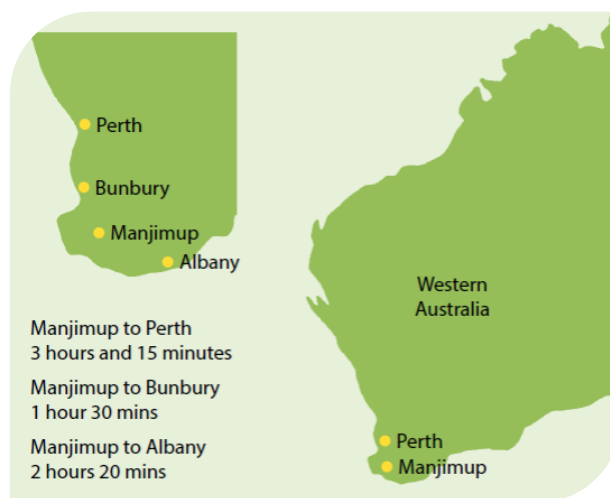 Perth
Bunbury
Manjimup
Albany
Manjimup to Perth
3 hours and 15 minutes
Manjimup to Bunbury
1 hour 30 mins
Manjimup to Albany
2 hours 20 mins
Western
Australia
Perth
Manjimup